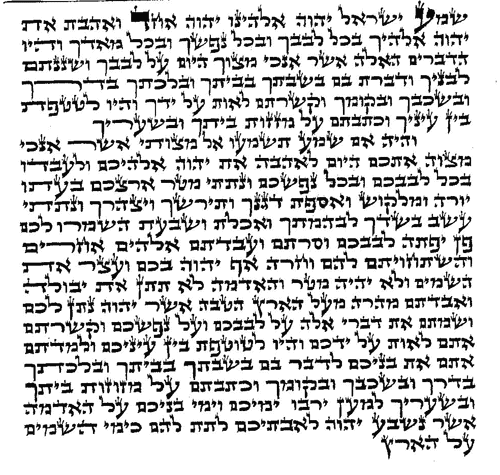 שמע ישראל יהוה אלהינו יהוה אחד ואהבת את
יהוה אלהיך בכל לבבך ובכל נפשך ובכל מאדך והיו
הדברים האלה אשר אנכי מצוך היום על לבבך ושננתם
לבניך ודברת בם בשבתך בביתך ובלכתך בדרך
ובשכבך ובקומך וקשרתם לאות על ידך והיו לטטפת
בין עיניך וכתבתם על מזזות ביתך ובשעריך
והיה אם שמע תשמעו אל מצותי אשר אנכי
מצוה אתכם היום לאהבה את יהוה אלהיכם ולעבדו
בכל לבבכם ובכל נפשכם ונתתי מטר ארצכם בעתו
יורה ומלקוש ואספת דגנך ותירשך ויצהרך ונתתי
עשב בשדך לבהמתך ואכלת ושבעת השמרו לכם
פן יפתה לבבכם וסרתם ועבדתם אלהים אחרים
והשתחויתם להם וחרה אף יהוה בכם ועצר את
השמים ולא יהיה מטר והאדמה לא תתן את יבולה
ואבדתם מהרה מעל הארץ הטבה אשר יהוה נתן לכם
ושמתם את דברי אלה על לבבכם ועל נפשכם וקשרתם
אתם לאות על ידכם והיו לטוטפת בין עיניכם ולמדתם
אתם את בניכם לדבר בם בשבתך בביתך ובלכתך
בדרך ובשכבך ובקומך וכתבתם על מזוזות ביתך
ובשעריך למען ירבו ימיכם וימי בניכם על האדמה
אשר נשבע יהוה לאבתיכם לתת להם כימי השמים
על הארץ